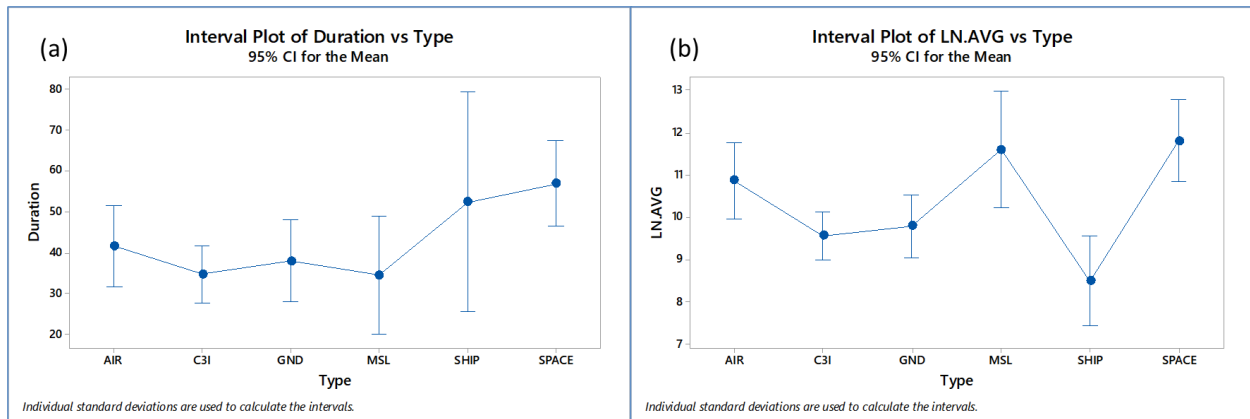 (a)
Interval Plot of Duration vs Type
95% CI for the Mean
80
70
60
50
40
30
20
Duration
AIR C3I GND MSL SHIP SPACE
Type
Individual standard deviations are used to calculate the intervals.
(b)
Interval Plot of LN.AVG vs Type
95% CI for the Mean
13
12
11
10
9
8
7
LN.AVG
AIR C3I GND MSL SHIP SPACE
Type
Individual standard deviations are used to calculate the intervals.